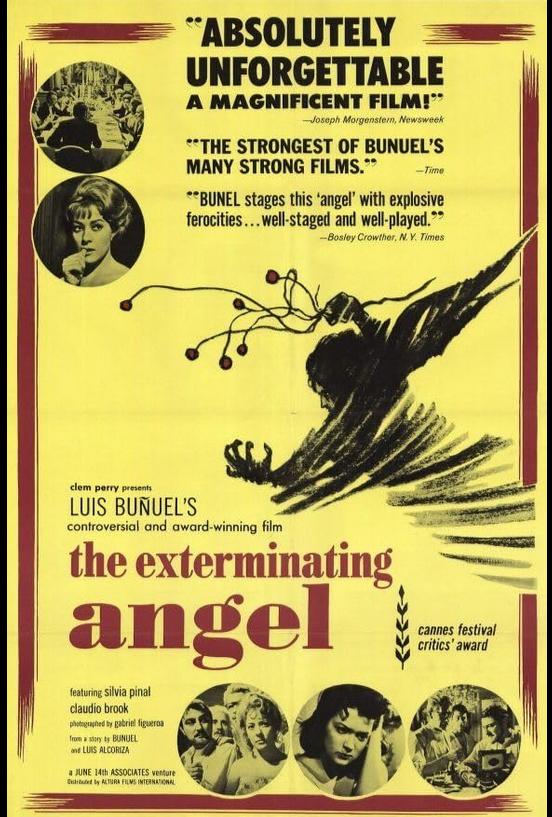 “ABSOLUTELY
UNFORGETTABLE
A MAGNIFICENT FILM!”
—Joseph Morgenstern, Newsweek
“THE STRONGEST OF BUNUEL’S
MANY STRONG FILMS.” —Time
“BUNEL stages this ‘angel’ with explosive
ferocities...well-staged and well-played.”
—Bosley Crowther, N.Y. Times
clem perry presents
LUIS BUÑUEL’S
controversial and award-winning film
the exterminating
angel
cannes festival
critics’ award
featuring silvia pinal
claudio brook
photographed by gabriel figueroa
from a story by BUNUEL
and LUIS ALCORIZA
a JUNE 14th ASSOCIATES venture
Distributed by ALTURA FILMS INTERNATIONAL